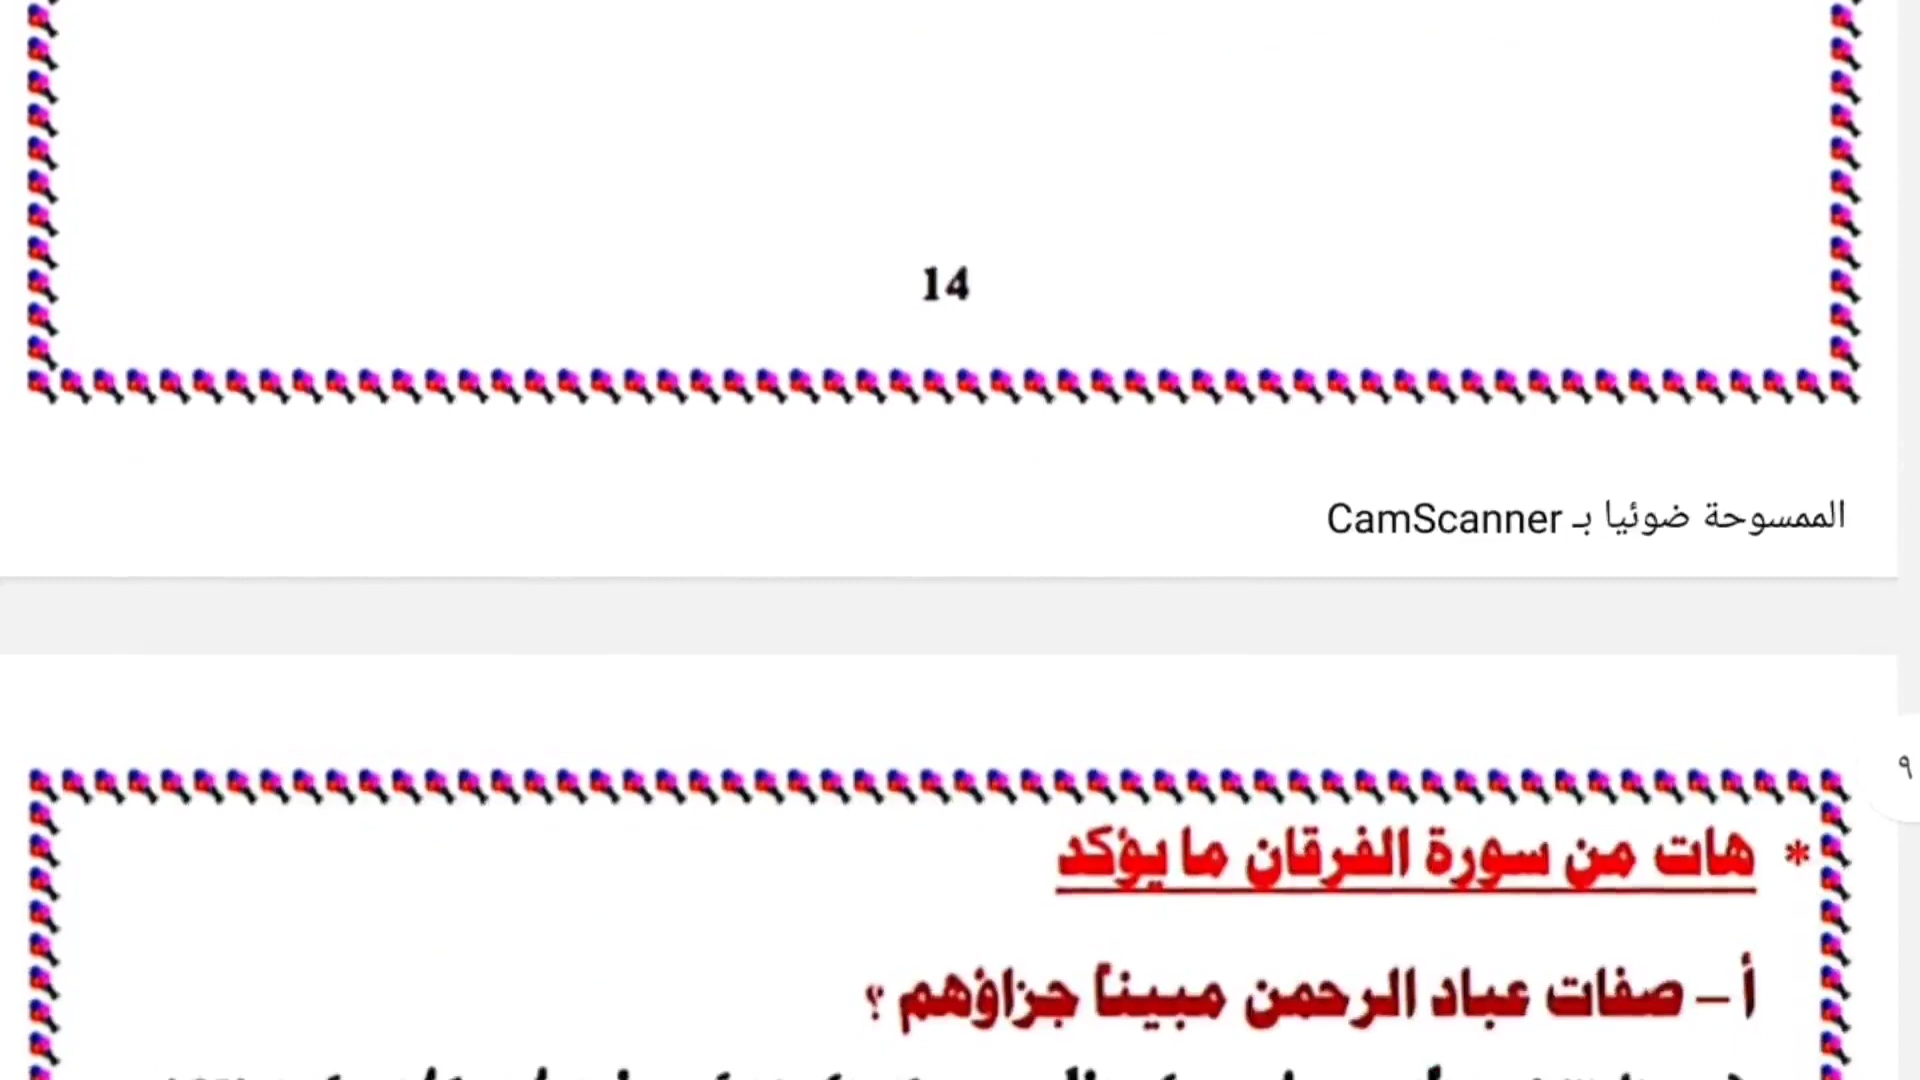 14
الممسوحة ضوئيا بـ CamScanner
٩
* هات من سورة الفرقان ما يؤكد
أ – صفات عباد الرحمن مبيناً جزاؤهم ؟